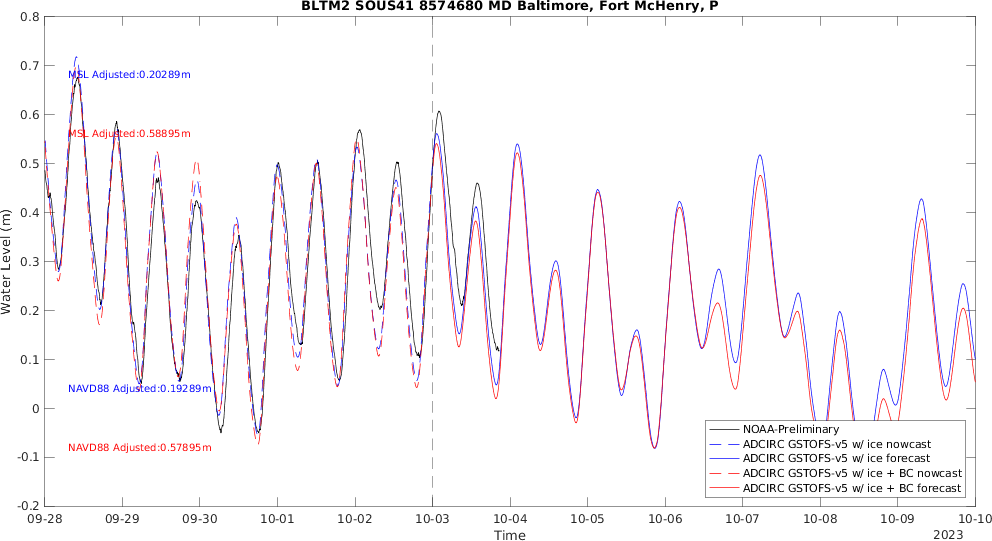 BLTM2 SOUS41 8574680 MD Baltimore, Fort McHenry, P
Water Level (m)
0.8
0.7
0.6
0.5
0.4
0.3
0.2
0.1
0
-0.1
-0.2
MSL Adjusted:0.20289m
MSL Adjusted:0.58895m
NAVD88 Adjusted:0.19289m
NAVD88 Adjusted:0.57895m
NOAA-Preliminary
ADCIRC GSTOFS-v5 w/ ice nowcast
ADCIRC GSTOFS-v5 w/ ice forecast
ADCIRC GSTOFS-v5 w/ ice + BC nowcast
ADCIRC GSTOFS-v5 w/ ice + BC forecast
09-28 09-29 09-30 10-01 10-02 10-03 10-04 10-05 10-06 10-07 10-08 10-09 10-10
Time
2023